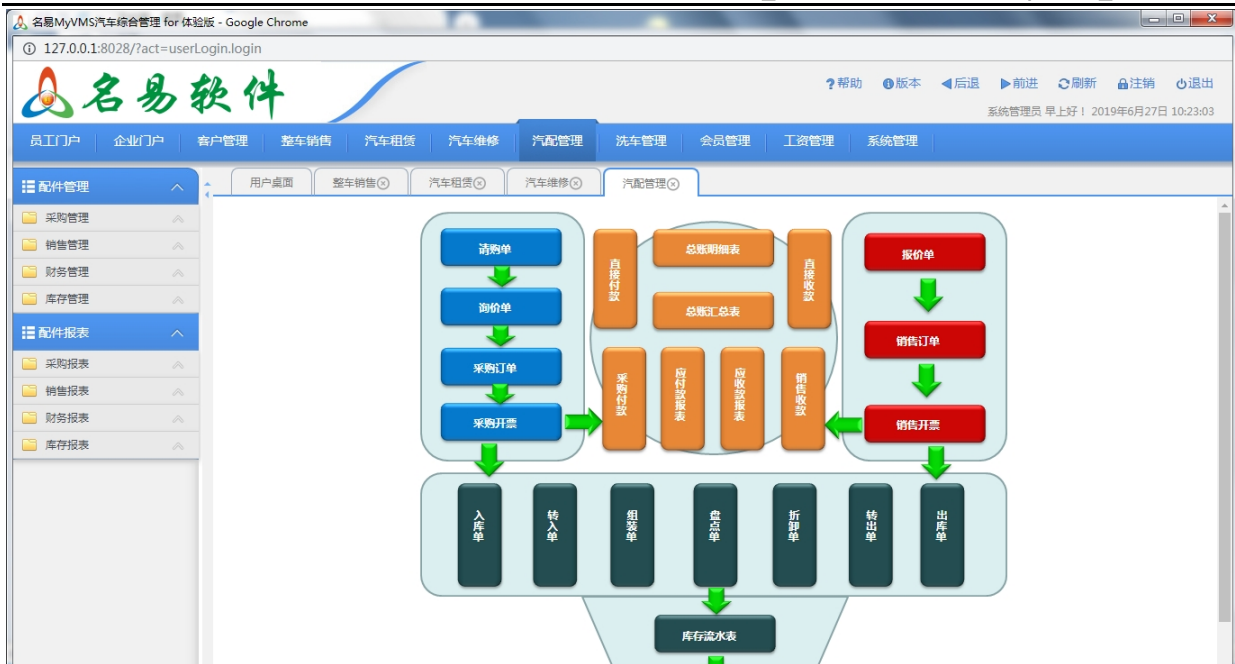 名易MyVMS汽车综合管理 for 体验版 - Google Chrome
127.0.0.1:8028/?act=userLogin.login
名易软件
?帮助 版本 后退 前进 刷新 注销 退出
系统管理员 早上好！ 2019年6月27日 10:23:03
员工门户 企业门户 客户管理 整车销售 汽车租赁 汽车维修 汽配管理 洗车管理 会员管理 工资管理 系统管理
用户桌面 整车销售 汽车租赁 汽车维修 汽配管理
配件管理
采购管理
销售管理
财务管理
库存管理
配件报表
采购报表
销售报表
财务报表
库存报表
请购单
询价单
采购订单
采购开票
直接付款
总账明细表
总账汇总表
直接收款
采购付款
应付款报表
应收款报表
销售收款
报价单
销售订单
销售开票
入库单
转入单
组装单
盘点单
拆卸单
转出单
出库单
库存流水表